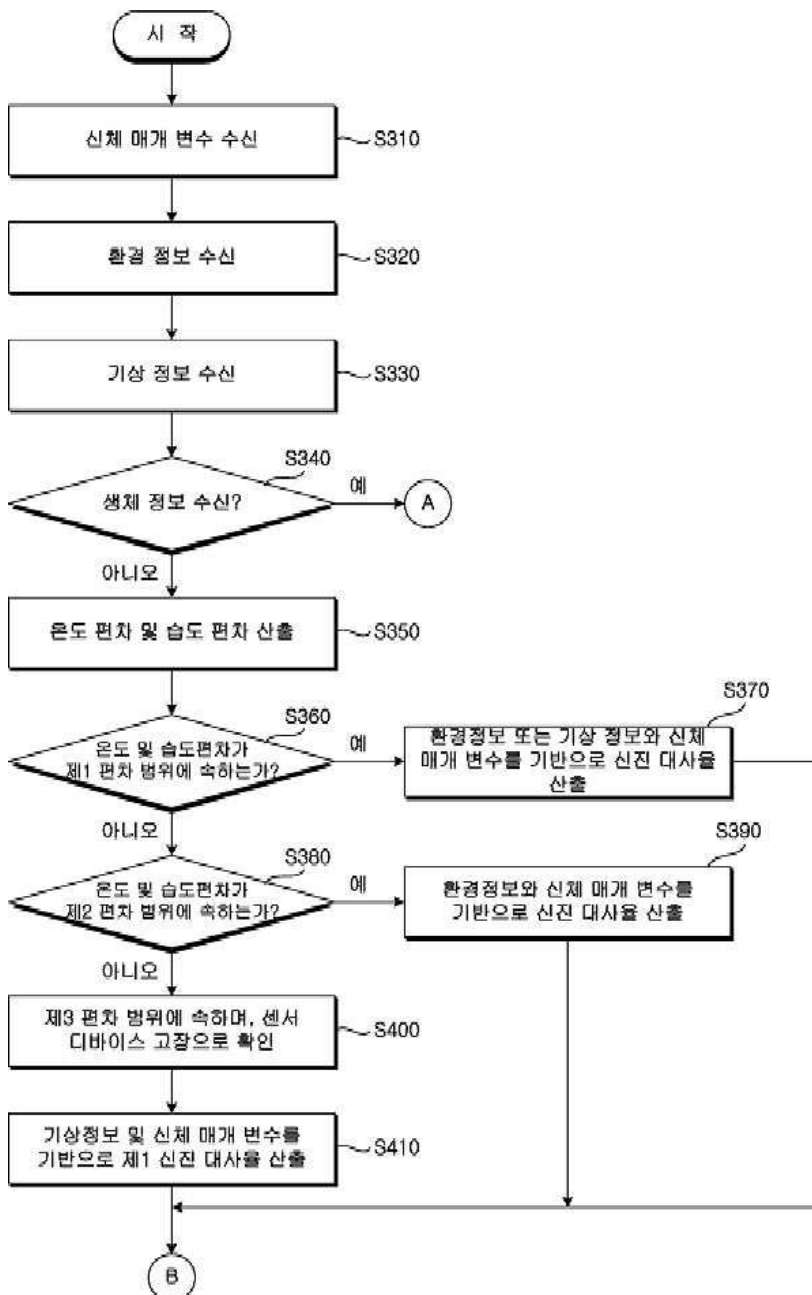 시 작
신체 매개 변수 수신
S310
환경 정보 수신
S320
기상 정보 수신
S330
S340
생체 정보 수신?
예
A
아니오
온도 편차 및 습도 편차 산출
S350
S360
온도 및 습도편차가
제1 편차 범위에 속하는가?
예
S370
환경정보 또는 기상 정보와 신체
매개 변수를 기반으로 신진 대사율
산출
아니오
S380
온도 및 습도편차가
제2 편차 범위에 속하는가?
예
S390
환경정보와 신체 매개 변수를
기반으로 신진 대사율 산출
아니오
제3 편차 범위에 속하며, 센서
디바이스 고장으로 확인
S400
기상정보 및 신체 매개 변수를
기반으로 제1 신진 대사율 산출
S410
B